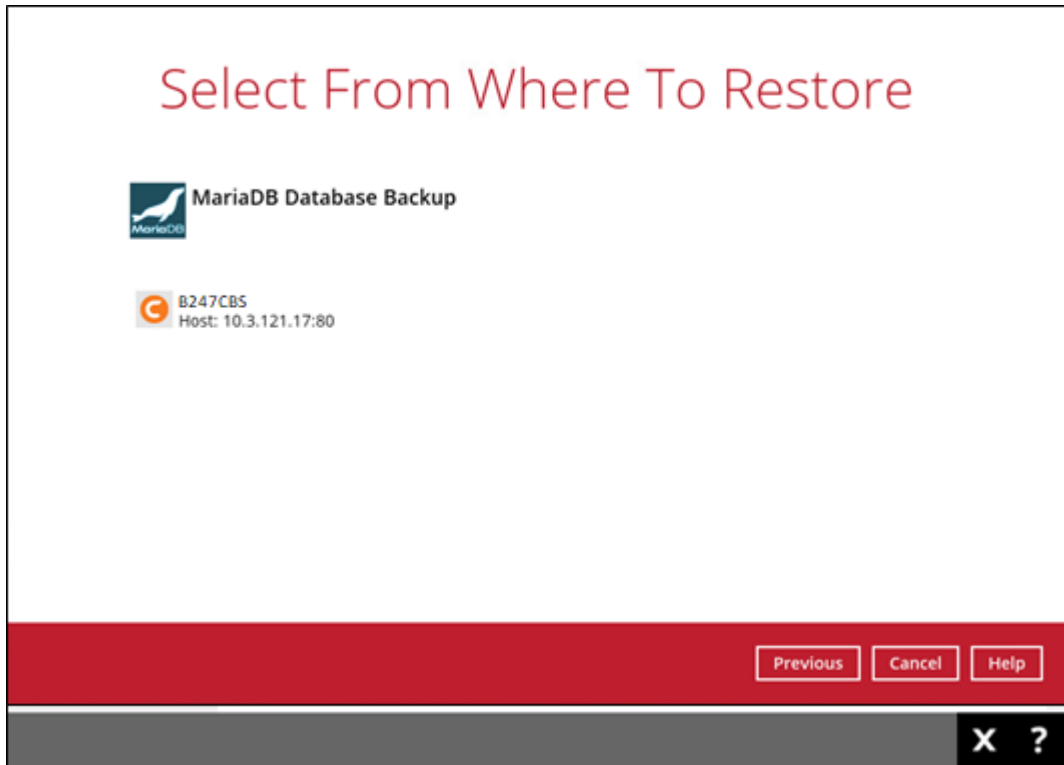 Select From Where To Restore
MariaDB Database Backup
MariaDB
B247CBS
Host: 10.3.121.17:80
Previous Cancel Help
X ?